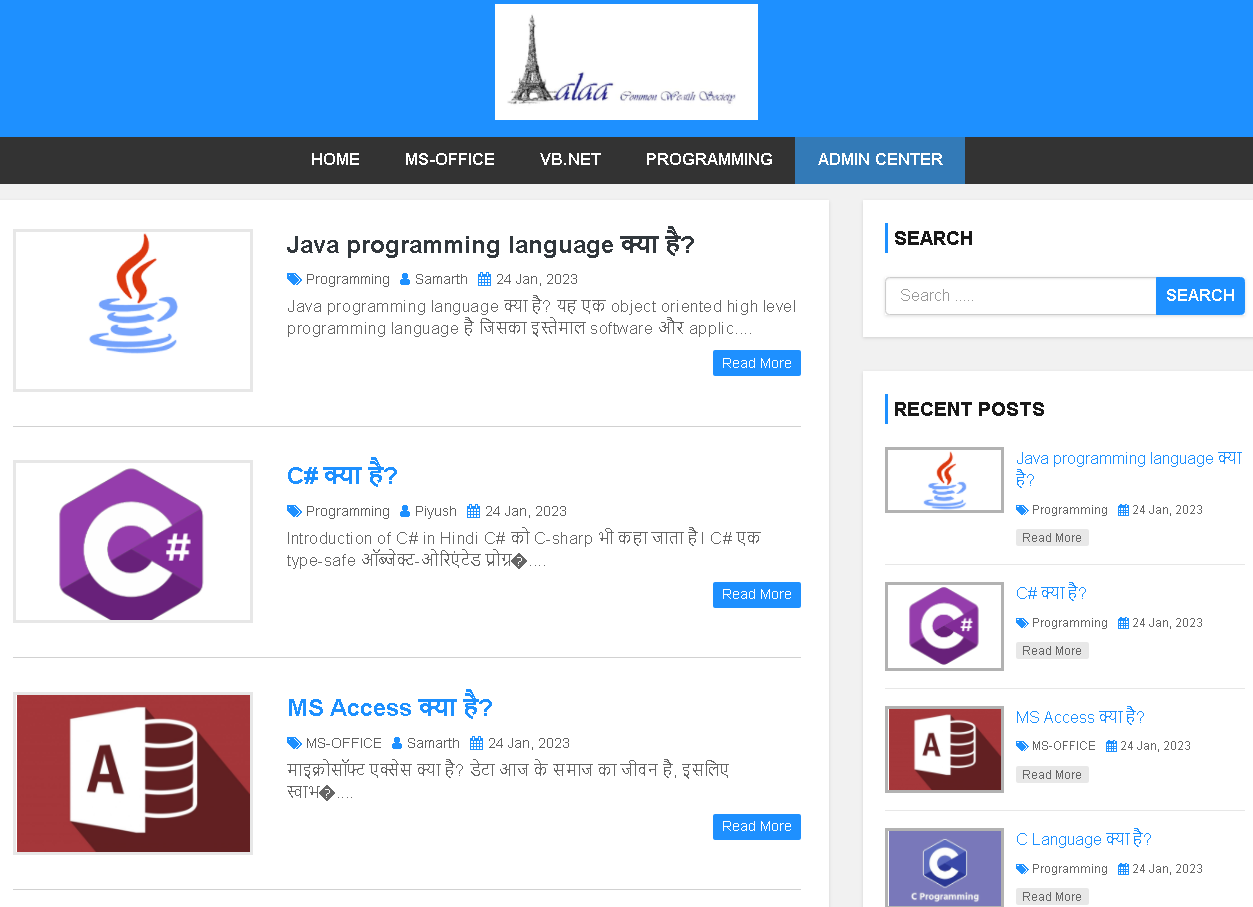 alaa Common Wealth Society
HOME MS-OFFICE VB.NET PROGRAMMING ADMIN CENTER
Java programming language क्या है?
Programming Samarth 24 Jan, 2023
Java programming language क्या है? यह एक object oriented high level
programming language है जिसका इस्तेमाल software और applic....
Read More
C# क्या है?
Programming Piyush 24 Jan, 2023
Introduction of C# in Hindi C# को C-sharp भी कहा जाता है। C# एक
type-safe ऑब्जेक्ट-ओरिएंटेड प्रोग्र�....
Read More
MS Access क्या है?
MS-OFFICE Samarth 24 Jan, 2023
माइक्रोसॉफ्ट एक्सेस क्या है? डेटा आज के समाज का जीवन है, इसलिए
स्वाभ�....
Read More
C#
A
SEARCH
Search .....
SEARCH
RECENT POSTS
Java programming language क्या
है?
Programming 24 Jan, 2023
Read More
C#
C# क्या है?
Programming 24 Jan, 2023
Read More
A
MS Access क्या है?
MS-OFFICE 24 Jan, 2023
Read More
C
C Programming
C Language क्या है?
Programming 24 Jan, 2023
Read More